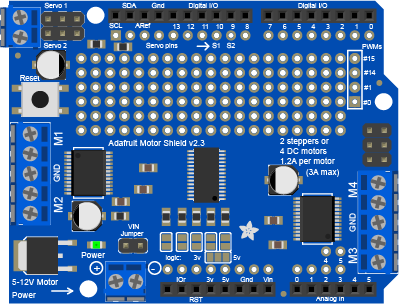 Servo 1
SDA Gnd Digital I/O Digital I/O
SCL ARef 13 12 11 10 9 8 7 6 5 4 3 2 1 0
Servo 2 Servo pins S1 S2 PWMs
#15
#14
#1
#0
Reset
Adafruit Motor Shield v2.3
2 steppers or
4 DC motors
1.2A per motor
(3A max)
M1
GND
M2
M4
GND
M3
VIN
Jumper
Power
5-12V Motor
Power
logic: 3v 5v
IOr 3v 5v Gnd Vin
RST
4 5
0 1 2 3 4 5
Analog In